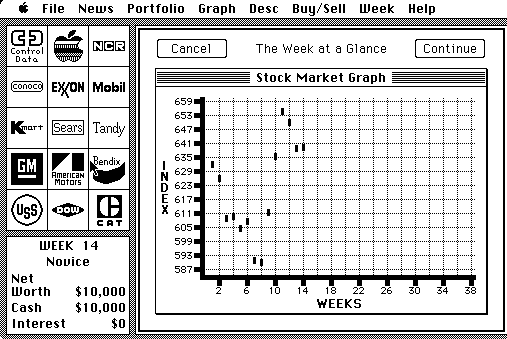 File News Portfolio Graph Desc Buy/Sell Week Help
Control
Data
NCR
conoco
EXXON
Mobil
Kmart
Sears
Tandy
GM
American
Motors
Bendix
USS
DOW
CAT
WEEK 14
Novice
Net
Worth $10,000
Cash $10,000
Interest $0
Cancel
The Week at a Glance
Continue
Stock Market Graph
INDEX
659
653
647
641
635
629
623
617
611
605
599
593
587
2 6 10 14 18 22 26 30 34 38
WEEKS